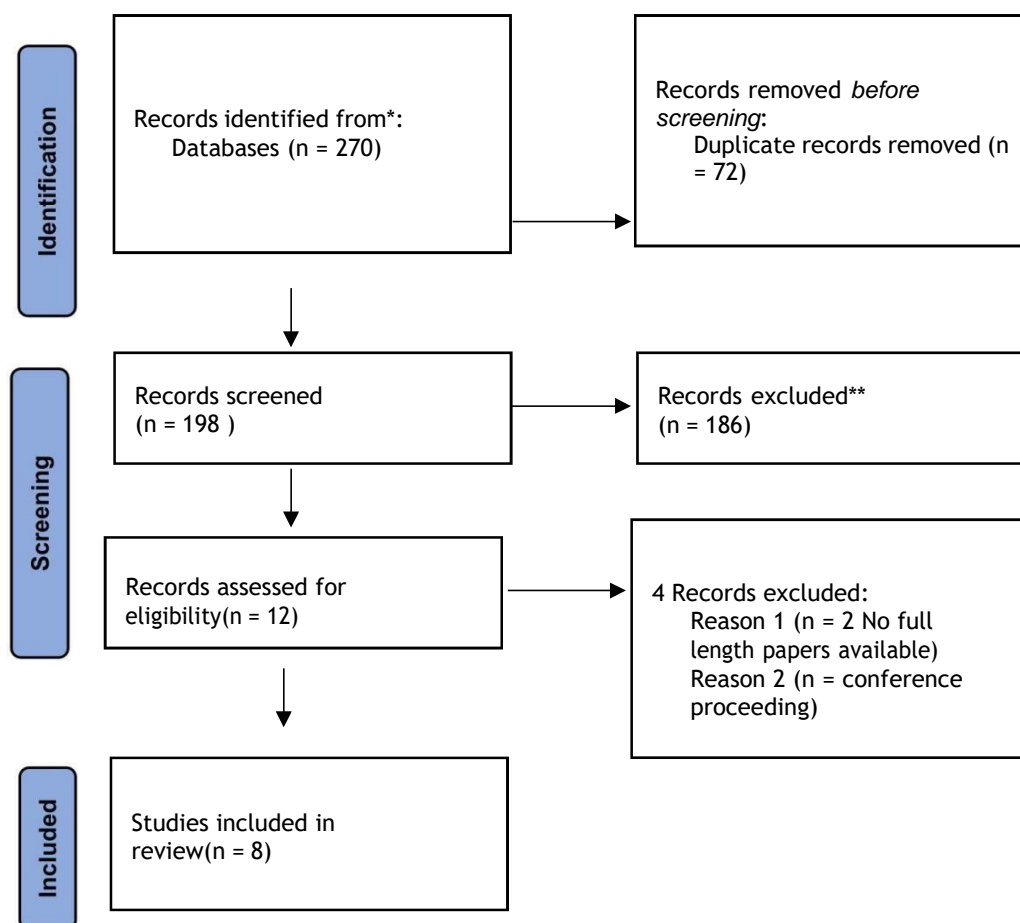 Identification
Records identified from*:
Databases (n = 270)
Records removed before
screening:
Duplicate records removed (n
= 72)
Screening
Records screened
(n = 198 )
Records excluded**
(n = 186)
Records assessed for
eligibility(n = 12)
4 Records excluded:
Reason 1 (n = 2 No full
length papers available)
Reason 2 (n = conference
proceeding)
Included
Studies included in
review(n = 8)